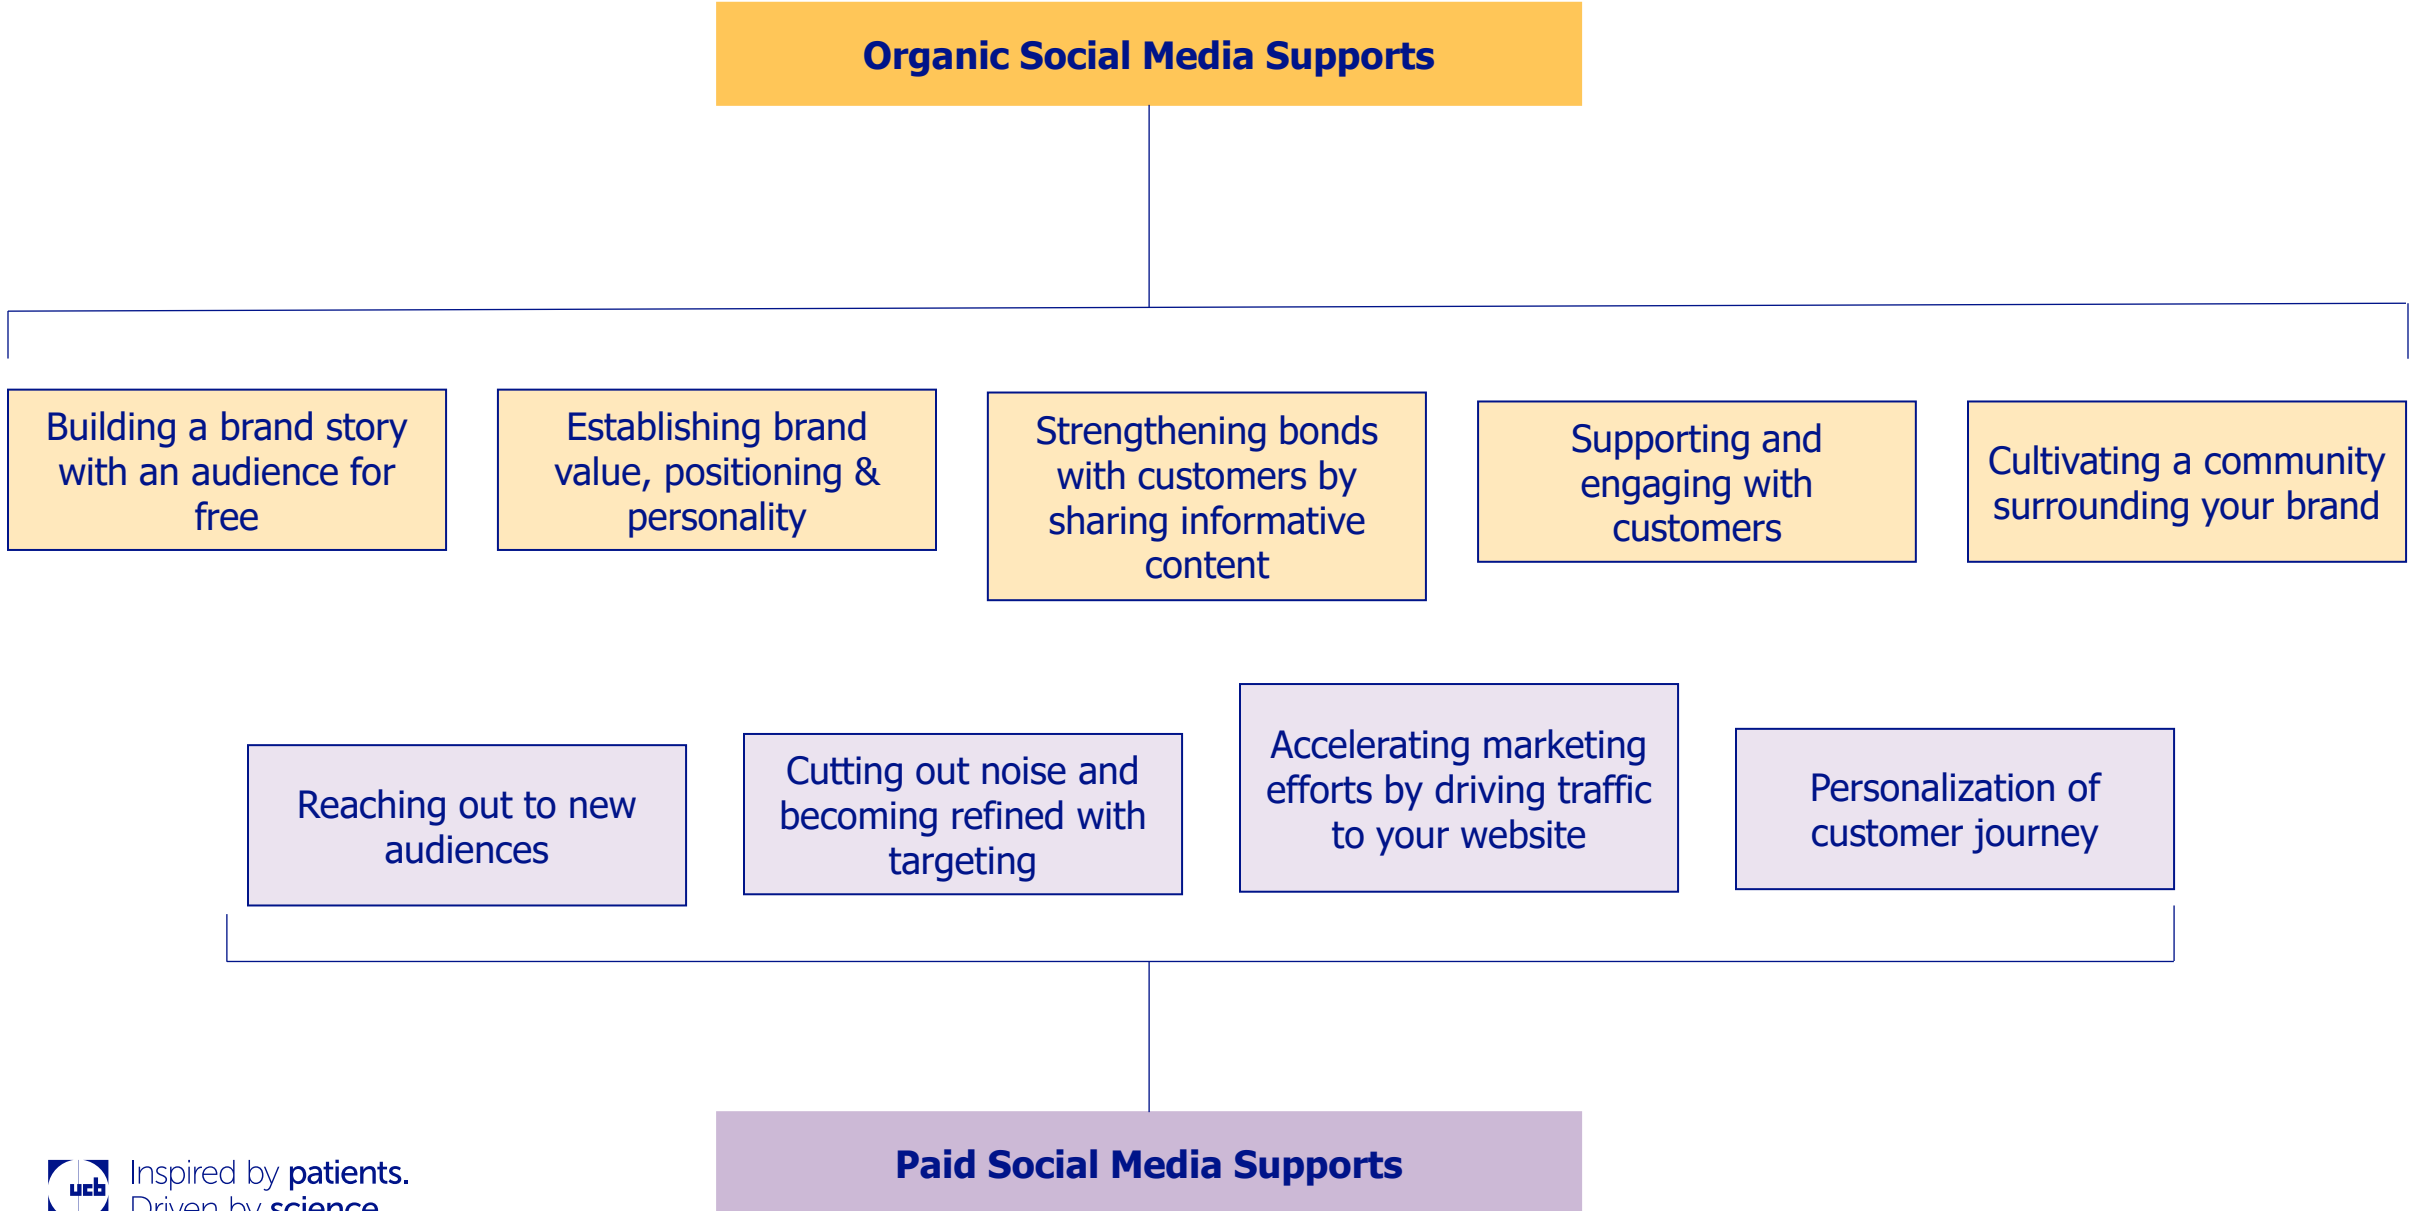 Organic Social Media Supports
Building a brand story
with an audience for
free
Establishing brand
value, positioning &
personality
Strengthening bonds
with customers by
sharing informative
content
Supporting and
engaging with
customers
Cultivating a community
surrounding your brand
Reaching out to new
audiences
Cutting out noise and
becoming refined with
targeting
Accelerating marketing
efforts by driving traffic
to your website
Personalization of
customer journey
Paid Social Media Supports
ucb
Inspired by patients.
Driven by science